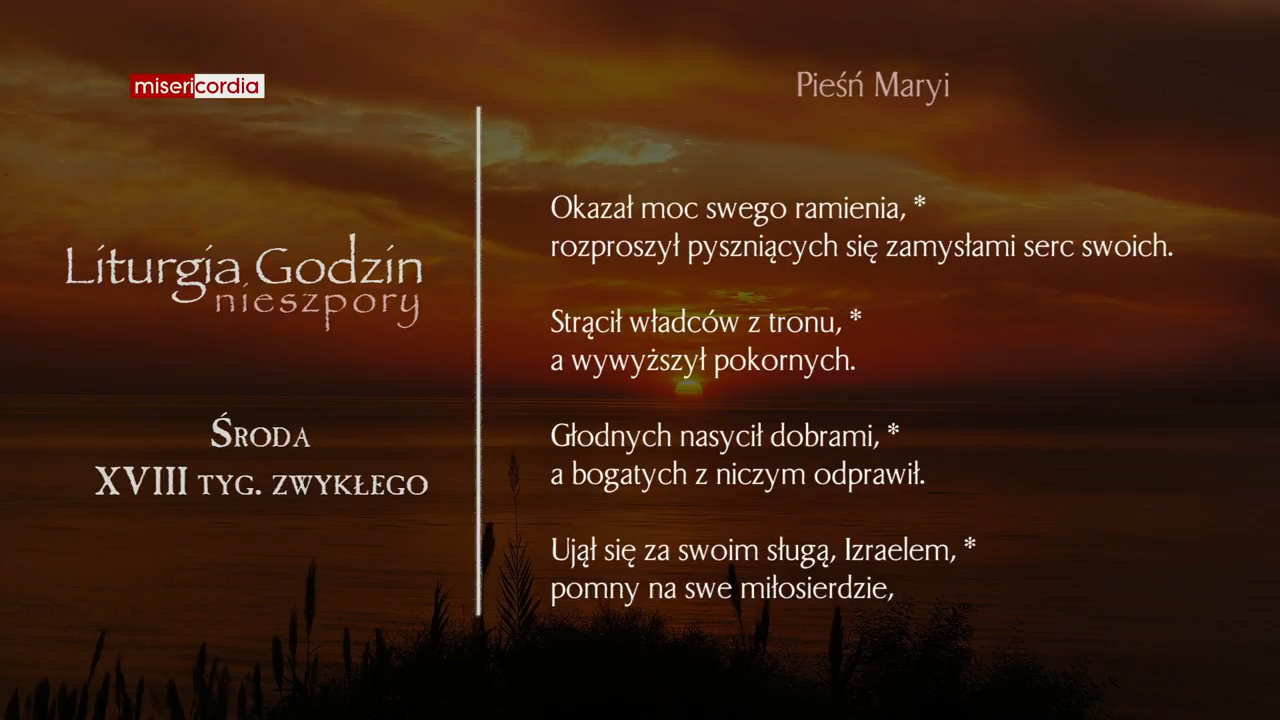 misericordia
Liturgia Godzin
nieszpory
Środa
XVIII tyg. zwykłego
Pieśń Maryi
Okazał moc swego ramienia, *
rozproszył pyszniących się zamysłami serc swoich.
Strącił władców z tronu, *
a wywyższył pokornych.
Głodnych nasycił dobrami, *
a bogatych z niczym odprawił.
Ujął się za swoim sługą, Izraelem, *
pomny na swe miłosierdzie,